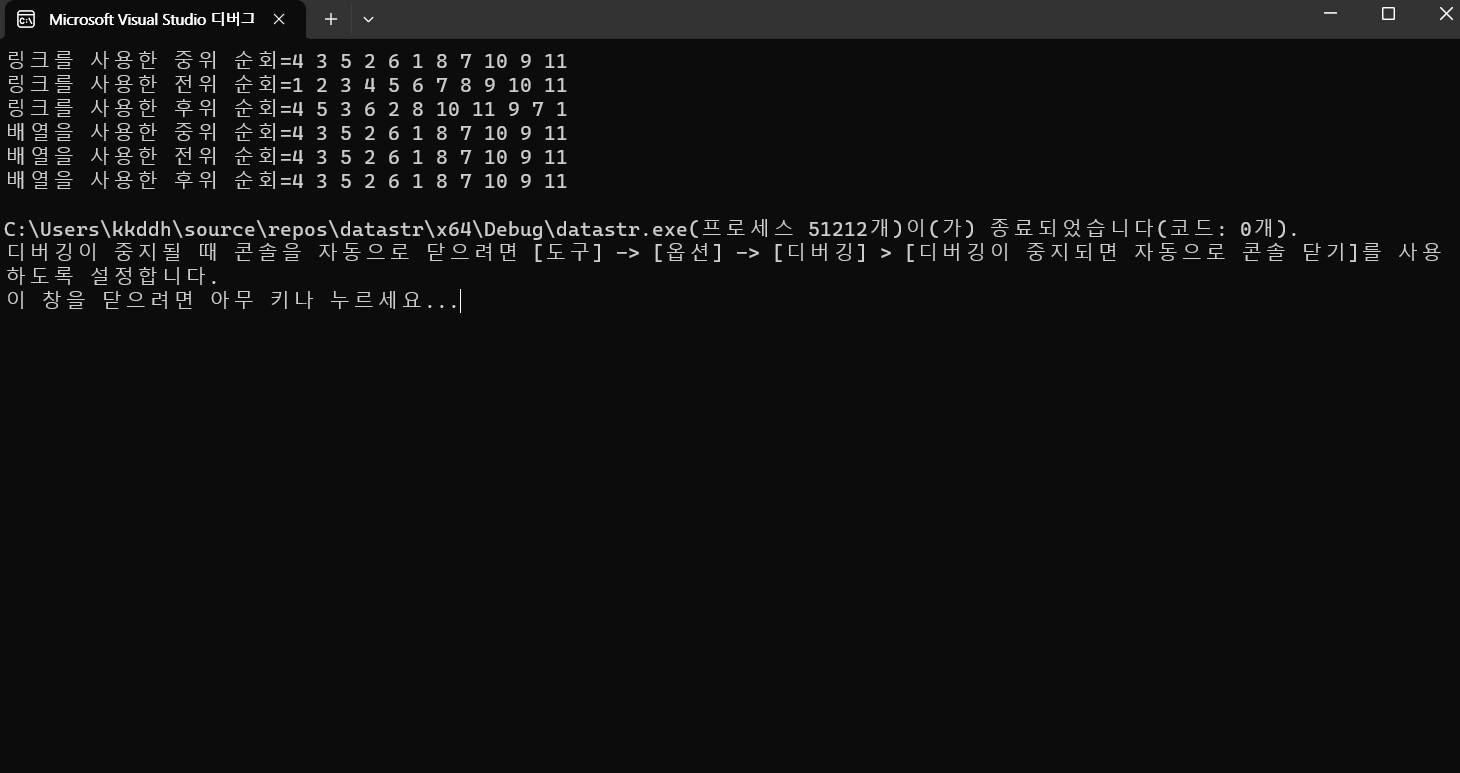 Microsoft Visual Studio 디버그
링크를 사용한 중위 순회=4 3 5 2 6 1 8 7 10 9 11
링크를 사용한 전위 순회=1 2 3 4 5 6 7 8 9 10 11
링크를 사용한 후위 순회=4 5 3 6 2 8 10 11 9 7 1
배열을 사용한 중위 순회=4 3 5 2 6 1 8 7 10 9 11
배열을 사용한 전위 순회=4 3 5 2 6 1 8 7 10 9 11
배열을 사용한 후위 순회=4 3 5 2 6 1 8 7 10 9 11
C:\Users\kkddh\source\repos\datastr\x64\Debug\datastr.exe(프로세스 51212개)이(가) 종료되었습니다(코드: 0개).
디버깅이 중지될 때 콘솔을 자동으로 닫으려면 [도구] -> [옵션] -> [디버깅] > [디버깅이 중지되면 자동으로 콘솔 닫기]를 사용
하도록 설정합니다.
이 창을 닫으려면 아무 키나 누르세요...